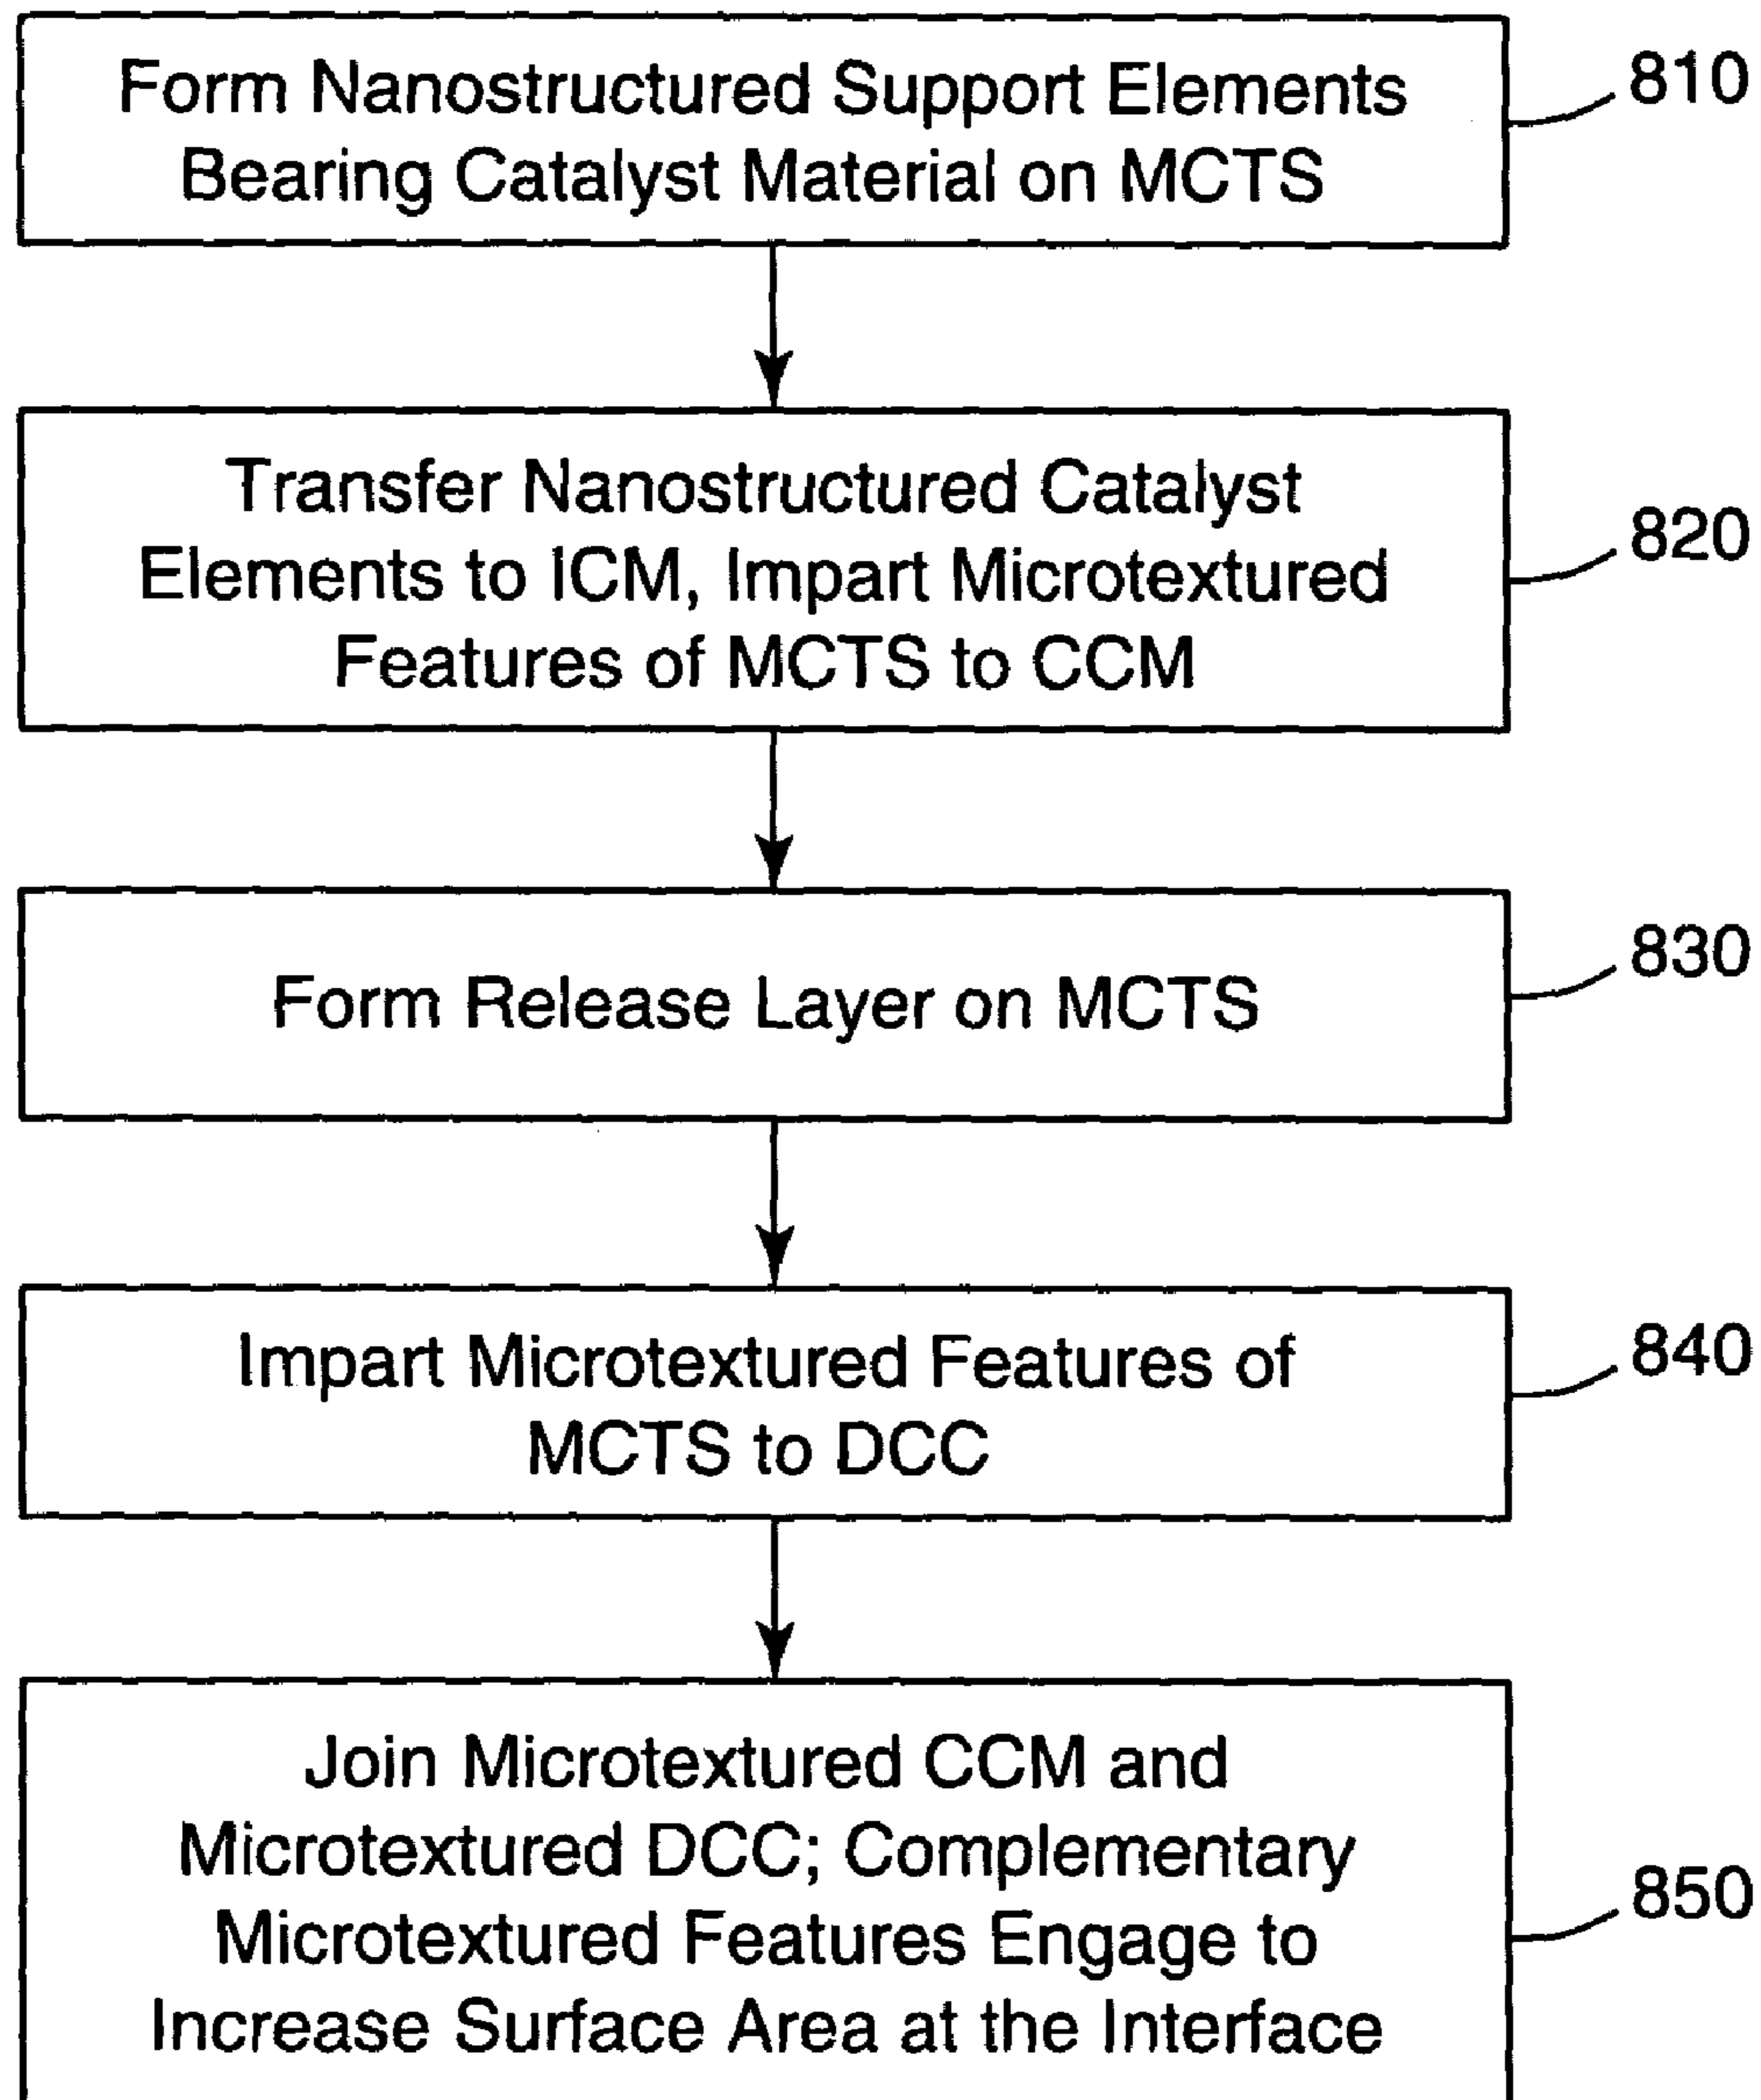 Form Nanostructured Support Elements
Bearing Catalyst Material on MCTS
810
Transfer Nanostructured Catalyst
Elements to ICM, Impart Microtextured
Features of MCTS to CCM
820
Form Release Layer on MCTS
830
Impart Microtextured Features of
MCTS to DCC
840
Join Microtextured CCM and
Microtextured DCC; Complementary
Microtextured Features Engage to
Increase Surface Area at the Interface
850